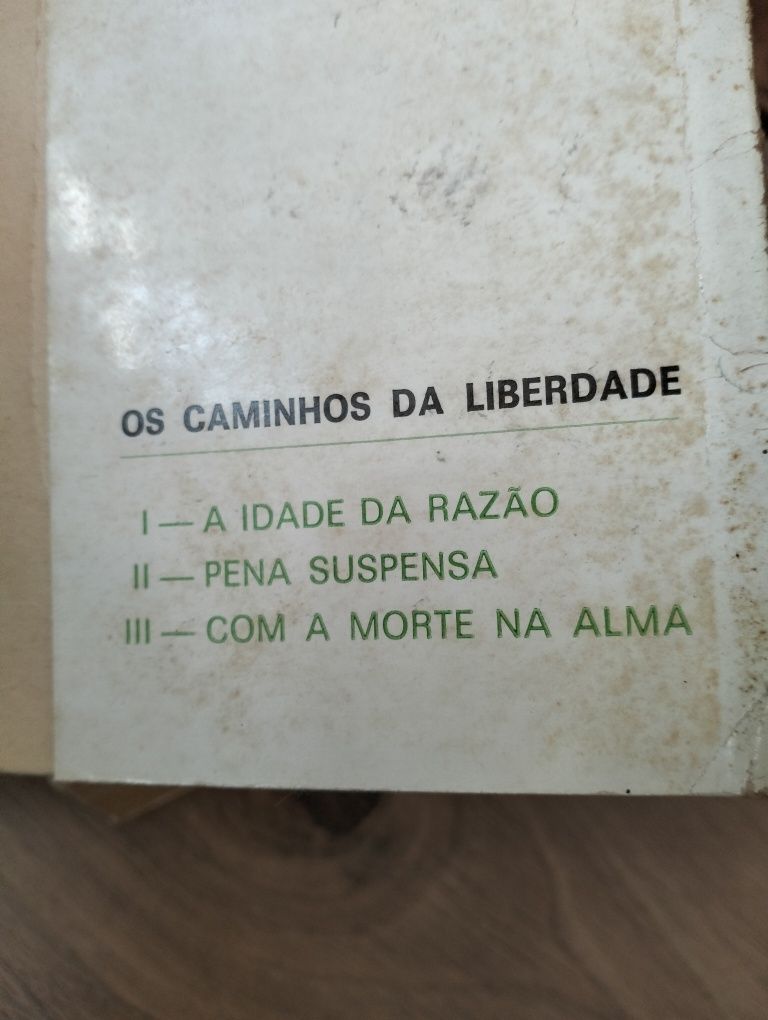 OS CAMINHOS DA LIBERDADE
I — A IDADE DA RAZÃO
II — PENA SUSPENSA
III — COM A MORTE NA ALMA